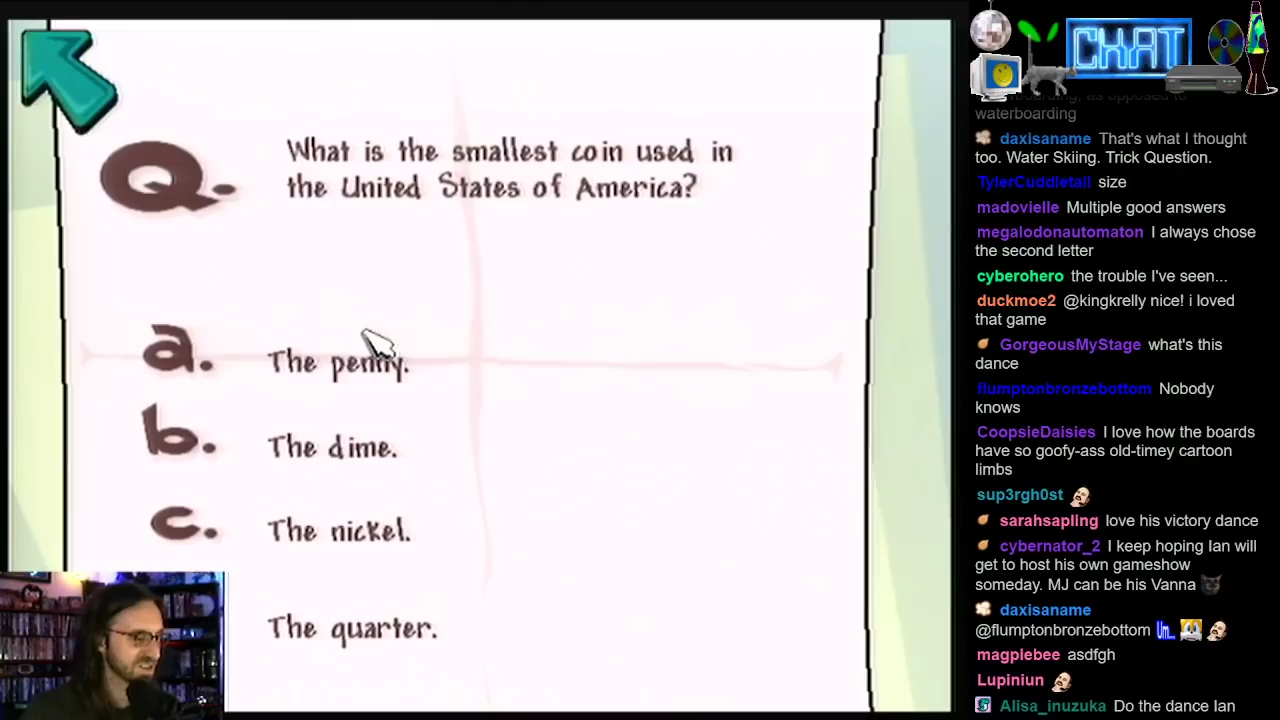 Q. What is the smallest coin used in
the United States of America?
a. The penny.
b. The dime.
c. The nickel.
The quarter.
CHAT
waterboarding
daxisaname That's what I thought
too. Water Skiing. Trick Question.
TylerCuddletail size
madovielle Multiple good answers
megalodonautomaton I always chose
the second letter
cyberohero the trouble I've seen...
duckmoe2 @kingkrelly nice! i loved
that game
GorgeousMyStage what's this
dance
flumptonbronzebottom Nobody
knows
CoopsieDaisies I love how the boards
have so goofy-ass old-timey cartoon
limbs
sup3rgh0st
sarahsapling love his victory dance
cybernator_2 I keep hoping Ian will
get to host his own gameshow
someday. MJ can be his Vanna
daxisaname
@flumptonbronzebottom Um..
magplebee asdfgh
Lupiniun
Alisa_inuzuka Do the dance Ian